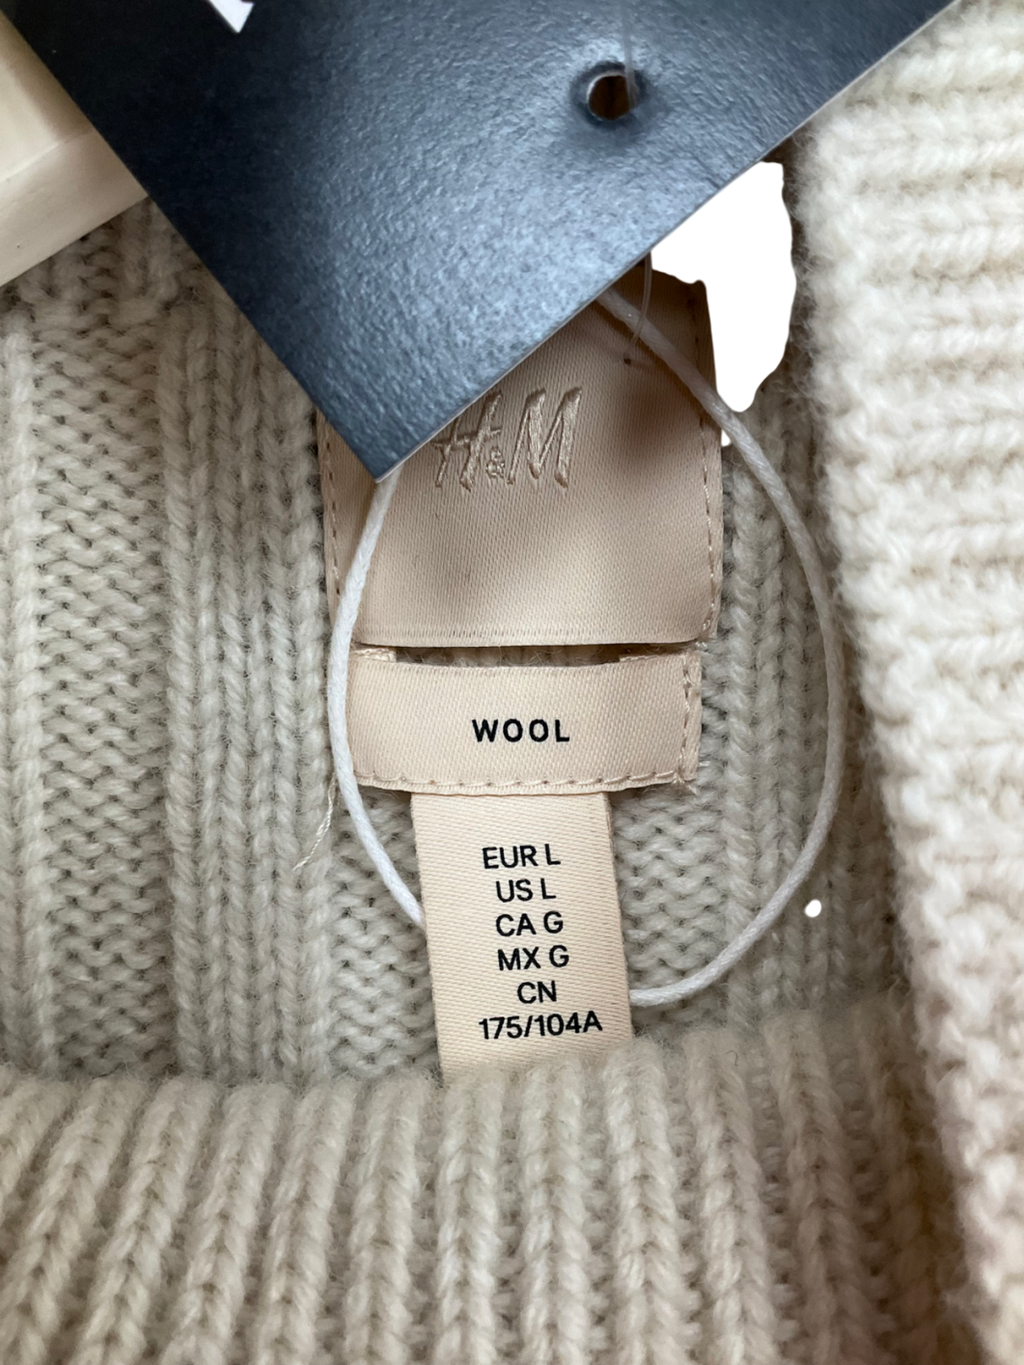 H&M
WOOL
EUR L
US L
CA G
MX G
CN
175/104A